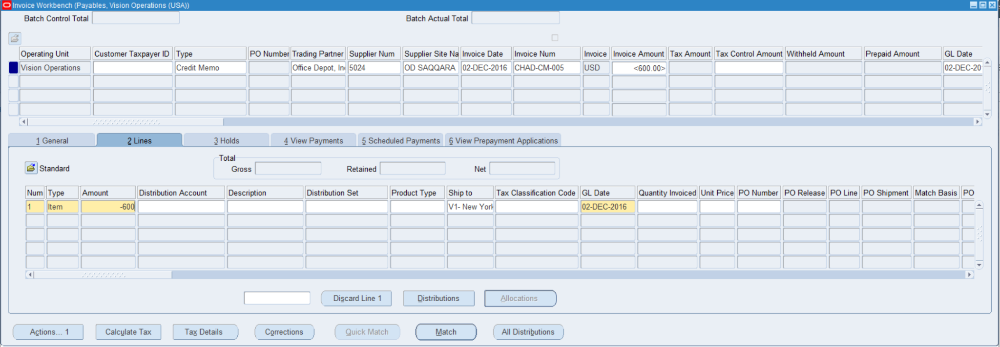 Invoice Workbench (Payables, Vision Operations (USA))
Batch Control Total Batch Actual Total
Operating Unit Customer Taxpayer ID Type PO Number Trading Partner Supplier Num Supplier Site Na Invoice Date Invoice Num Invoice Invoice Amount Tax Amount Tax Control Amount Withheld Amount Prepaid Amount GL Date
Vision Operations Credit Memo Office Depot, In 5024 OD SAQQARA 02-DEC-2016 CHAD-CM-005 USD <600.00> 02-DEC-20
1 General 2 Lines 3 Holds 4 View Payments 5 Scheduled Payments 6 View Prepayment Applications
Total
Standard Gross Retained Net
Num Type Amount Distribution Account Description Distribution Set Product Type Ship to Tax Classification Code GL Date Quantity Invoiced Unit Price PO Number PO Release PO Line PO Shipment Match Basis PO
1 Item -600 V1- New York 02-DEC-2016
Discard Line 1 Distributions Allocations
Actions... 1 Calculate Tax Tax Details Corrections Quick Match Match All Distributions